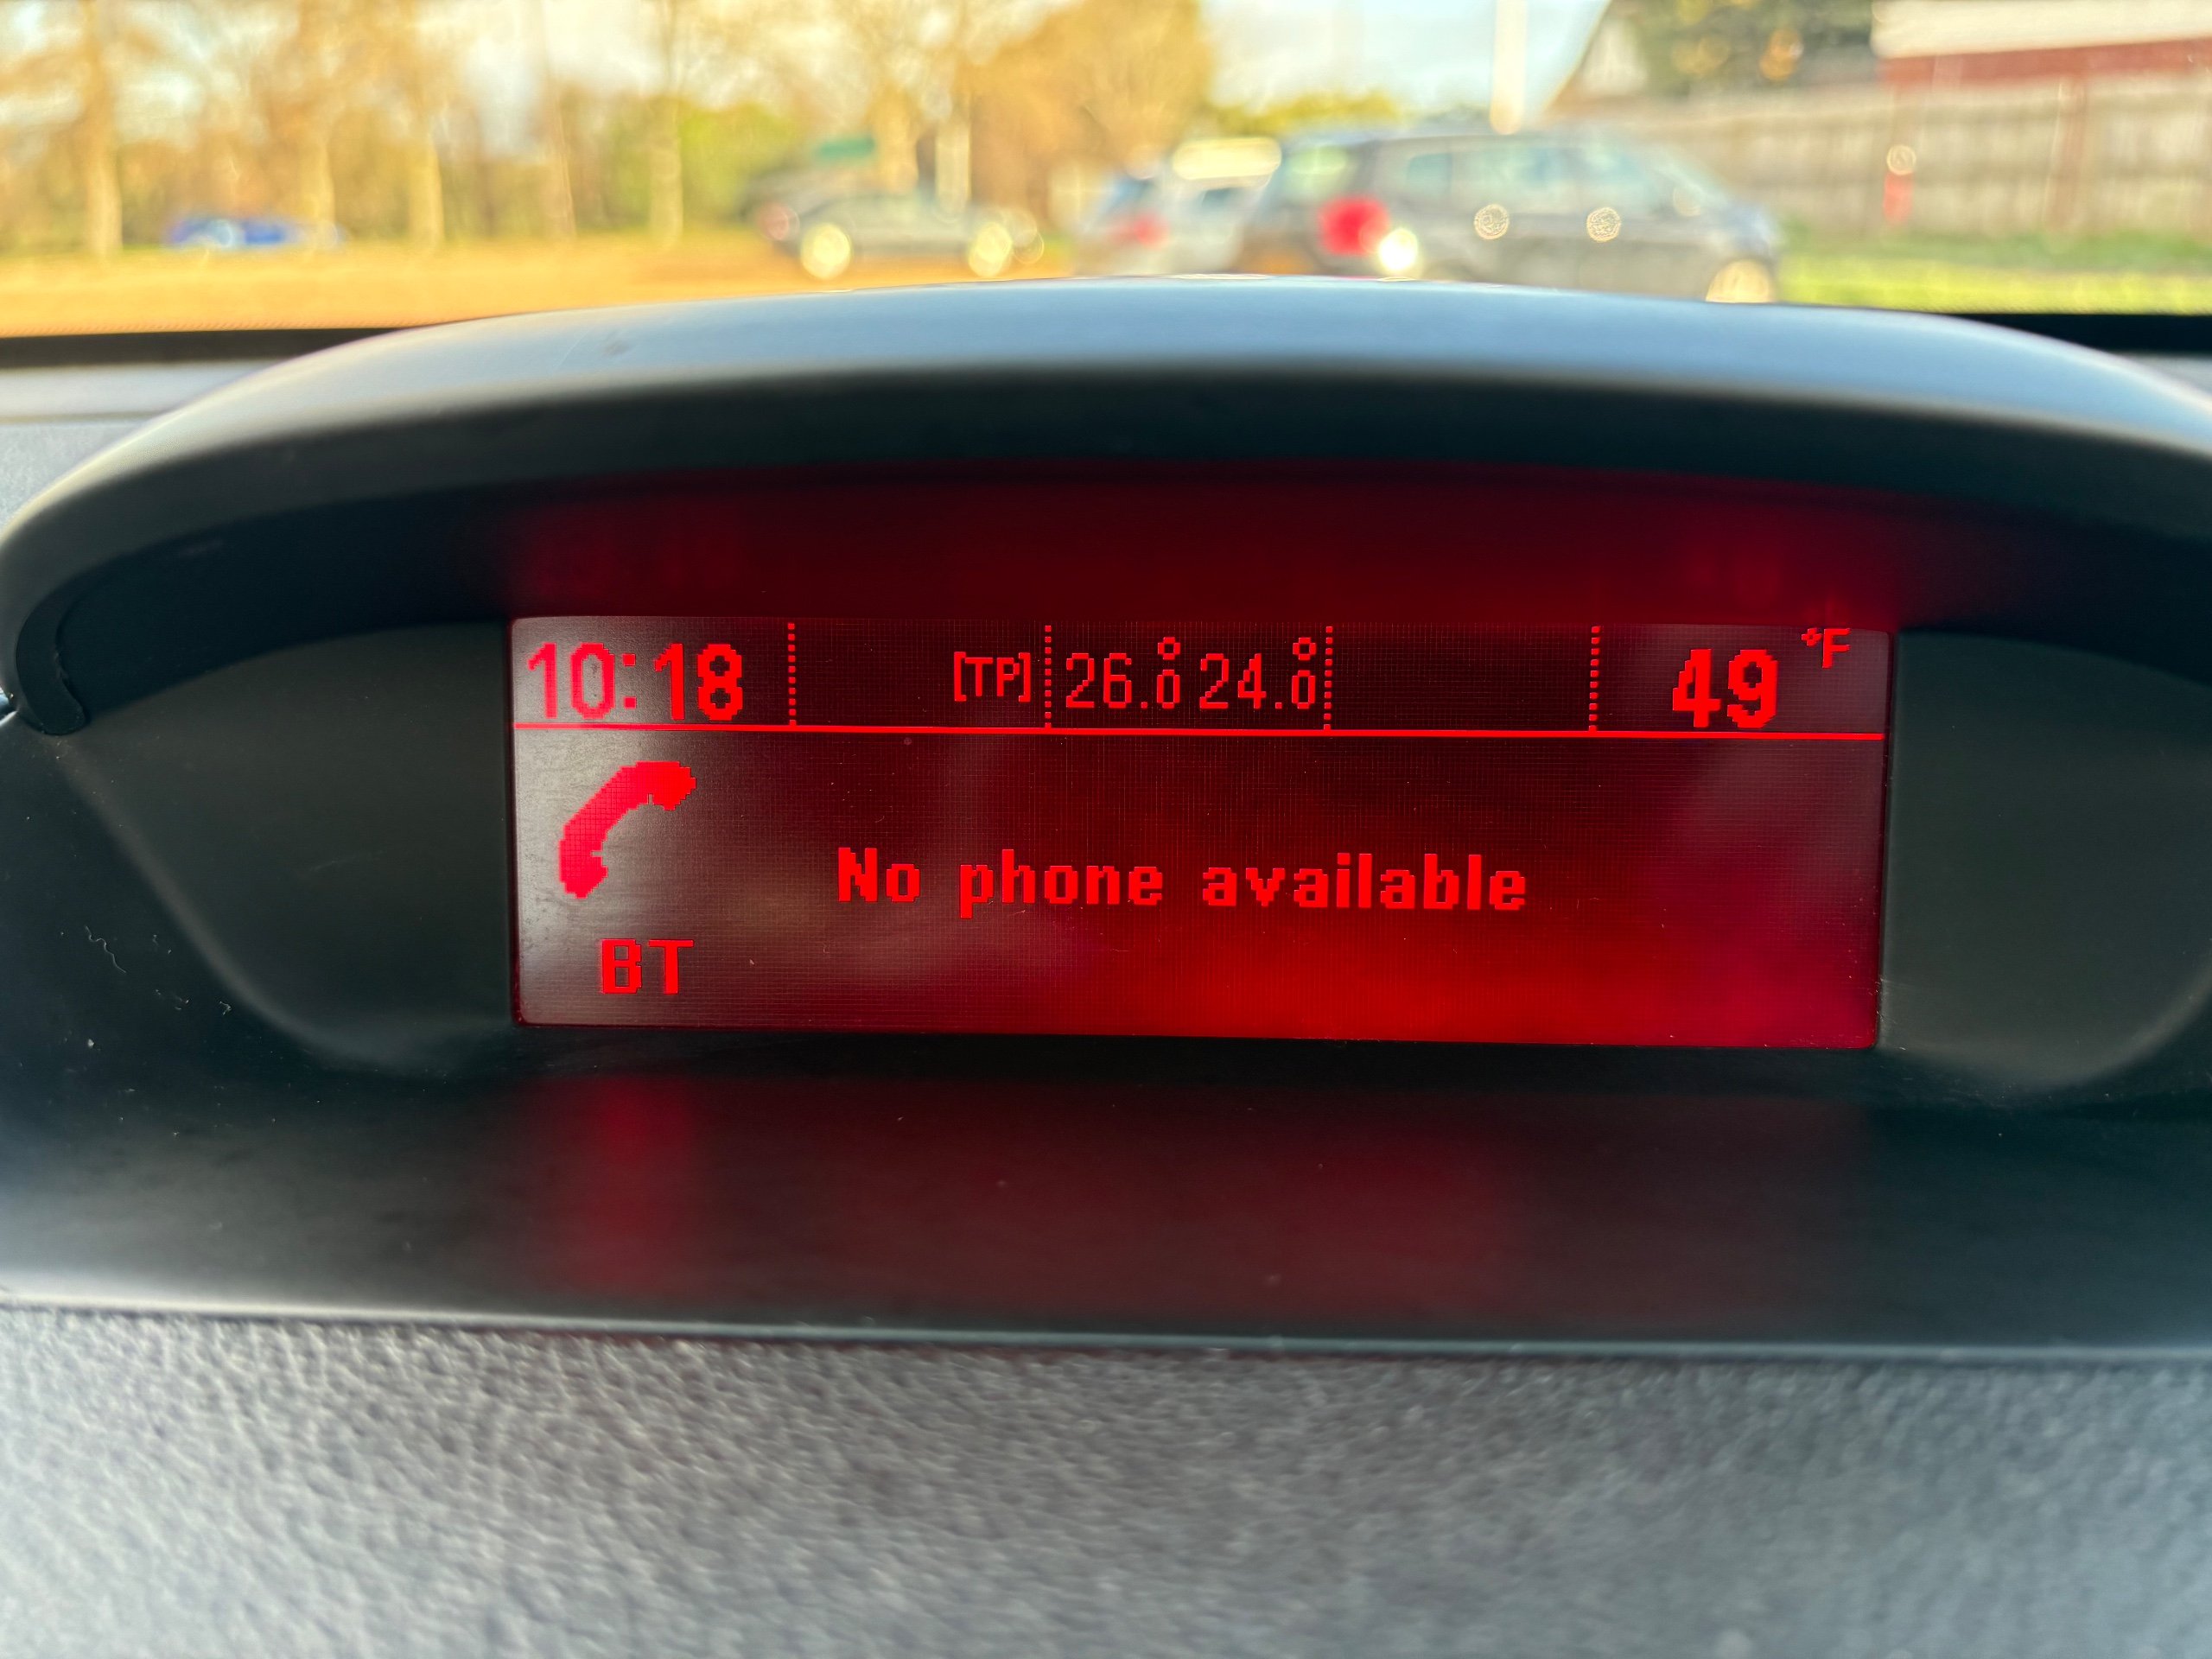 10:18 [TP] 26.0° 24.0° 49 °F
No phone available
BT